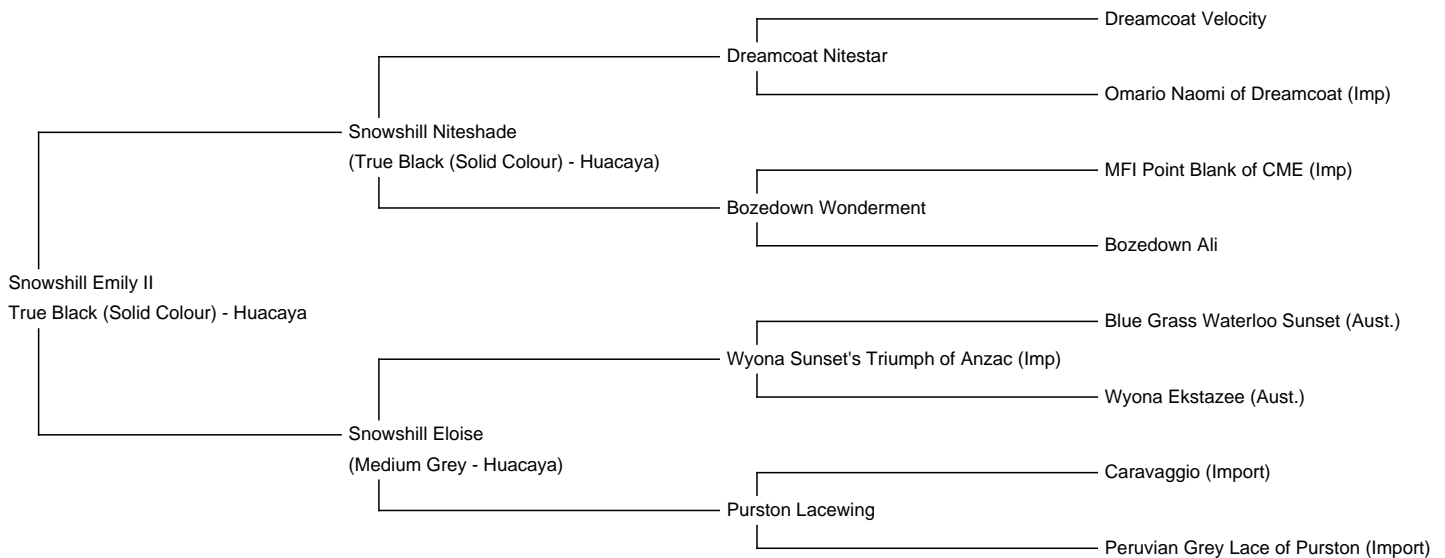 Dreamcoat Velocity
Dreamcoat Nitestar
Omario Naomi of Dreamcoat (Imp)
Snowshill Niteshade
(True Black (Solid Colour) - Huacaya)
MFI Point Blank of CME (Imp)
Bozedown Wonderment
Bozedown Ali
Snowshill Emily II
True Black (Solid Colour) - Huacaya
Blue Grass Waterloo Sunset (Aust.)
Wyona Sunset's Triumph of Anzac (Imp)
Wyona Ekstazee (Aust.)
Snowshill Eloise
(Medium Grey - Huacaya)
Caravaggio (Import)
Purston Lacewing
Peruvian Grey Lace of Purston (Import)